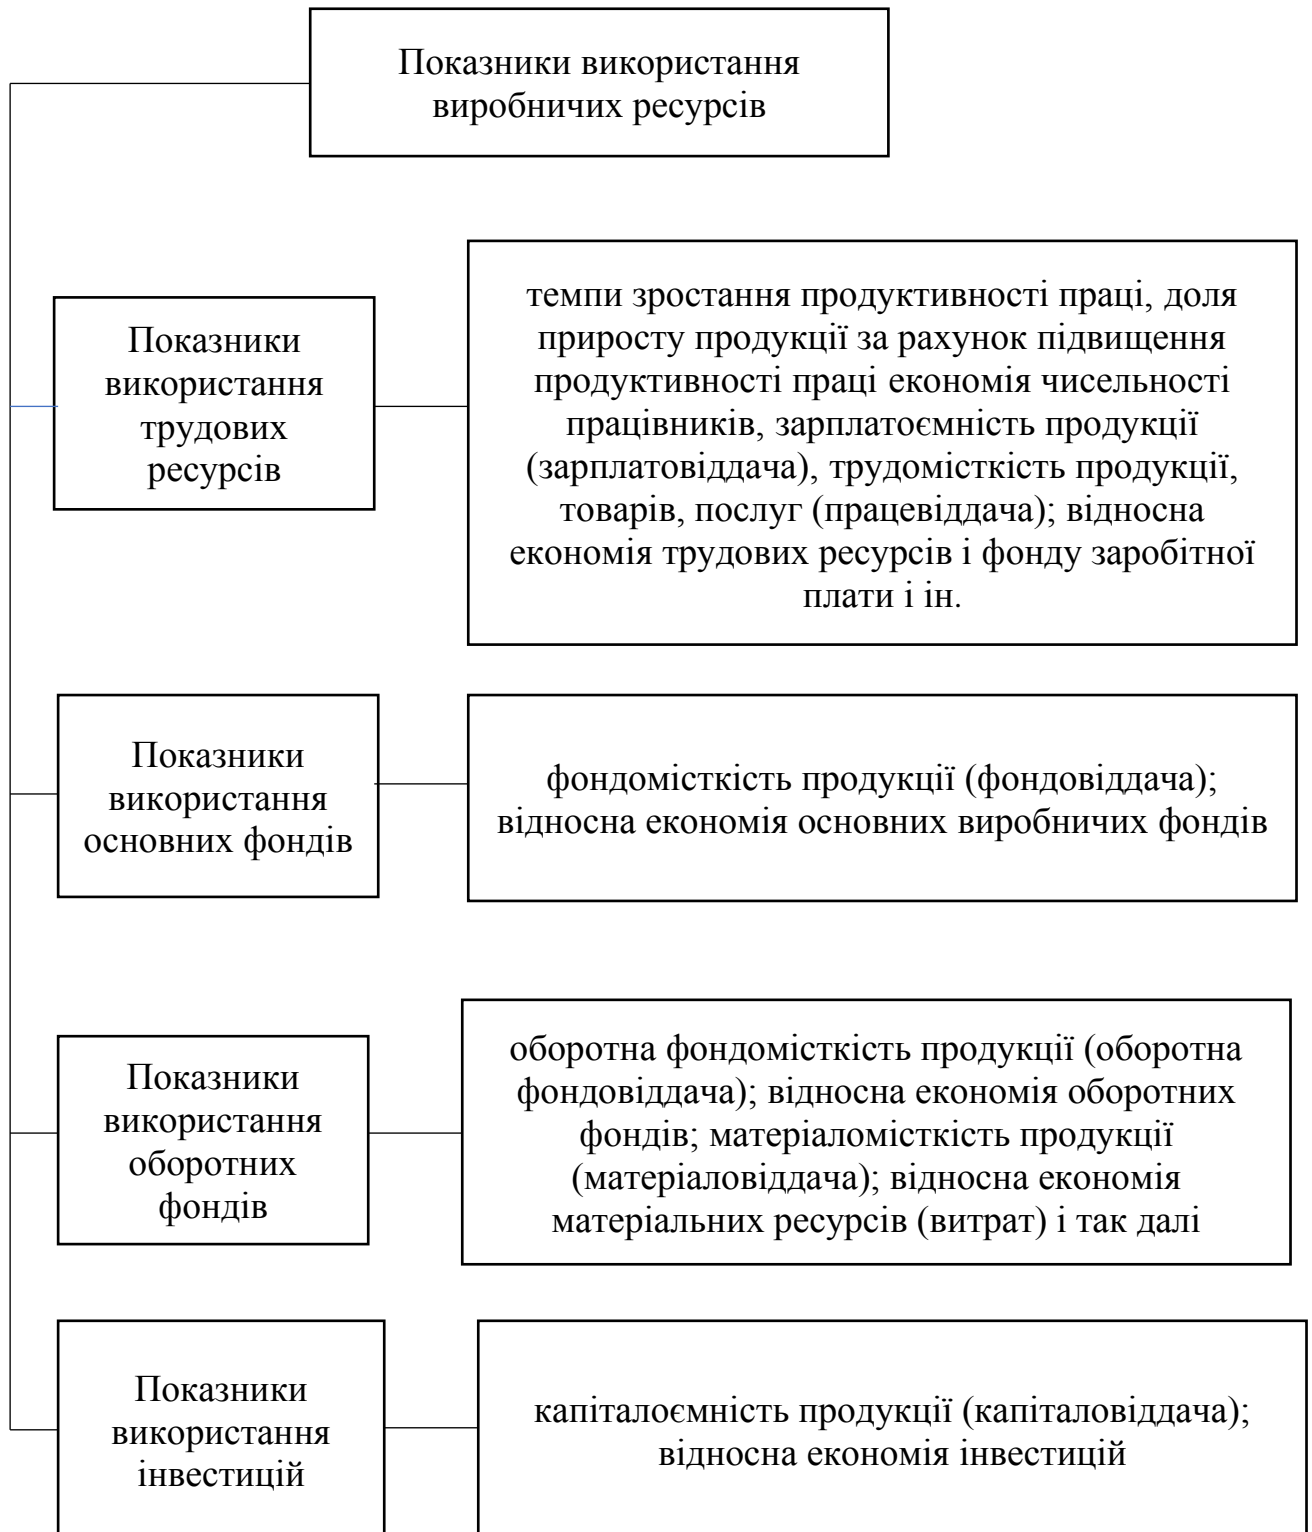 Показники використання
виробничих ресурсів
Показники
використання
трудових
ресурсів
темпи зростання продуктивності праці, доля
приросту продукції за рахунок підвищення
продуктивності праці економія чисельності
працівників, зарплатоємність продукції
(зарплатовіддача), трудомісткість продукції,
товарів, послуг (працевіддача); відносна
економія трудових ресурсів і фонду заробітної
плати і ін.
Показники
використання
основних фондів
фондомісткість продукції (фондовіддача);
відносна економія основних виробничих фондів
Показники
використання
оборотних
фондів
оборотна фондомісткість продукції (оборотна
фондовіддача); відносна економія оборотних
фондів; матеріаломісткість продукції
(матеріаловіддача); відносна економія
матеріальних ресурсів (витрат) і так далі
Показники
використання
інвестицій
капіталоємність продукції (капіталовіддача);
відносна економія інвестицій